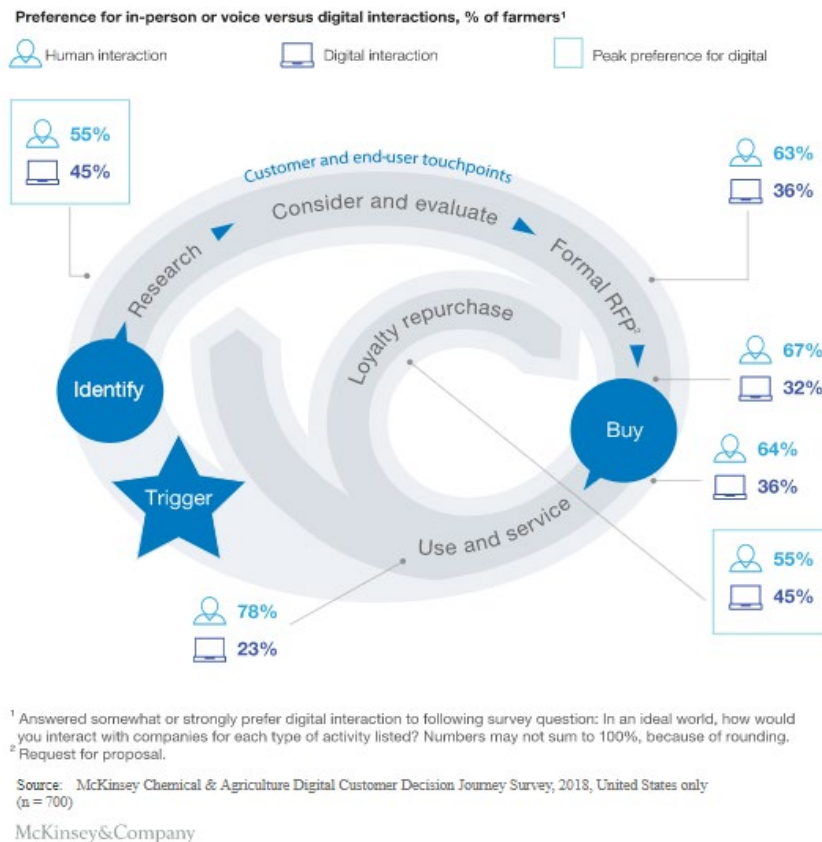 Preference for in-person or voice versus digital interactions, % of farmers¹
Human interaction
Digital interaction
Peak preference for digital
55%
45%
Customer and end-user touchpoints
Research
Consider and evaluate
Formal RFP²
63%
36%
Loyalty repurchase
67%
32%
Identify
Buy
64%
36%
Trigger
Use and service
55%
45%
78%
23%
¹ Answered somewhat or strongly prefer digital interaction to following survey question: In an ideal world, how would
you interact with companies for each type of activity listed? Numbers may not sum to 100%, because of rounding.
² Request for proposal.
Source: McKinsey Chemical & Agriculture Digital Customer Decision Journey Survey, 2018, United States only
(n = 700)
McKinsey&Company